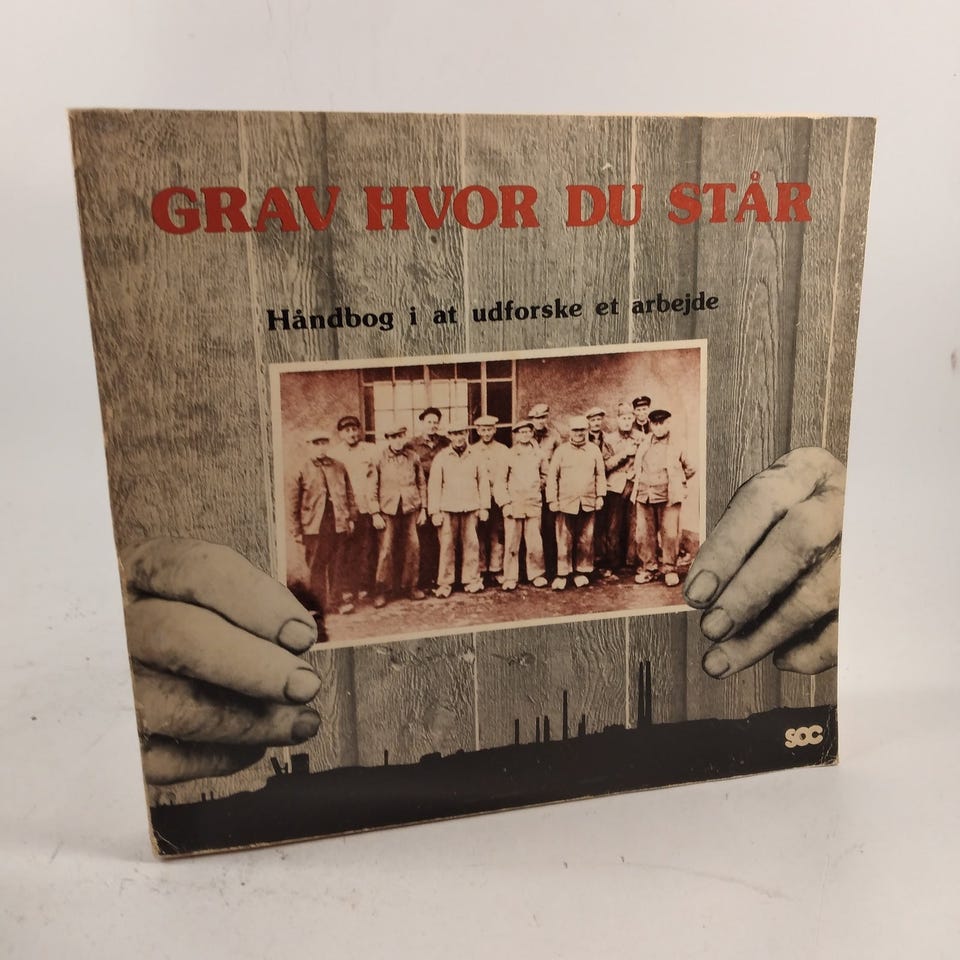 GRAV HVOR DU STÅR
Håndbog i at udforske et arbejde
SOC